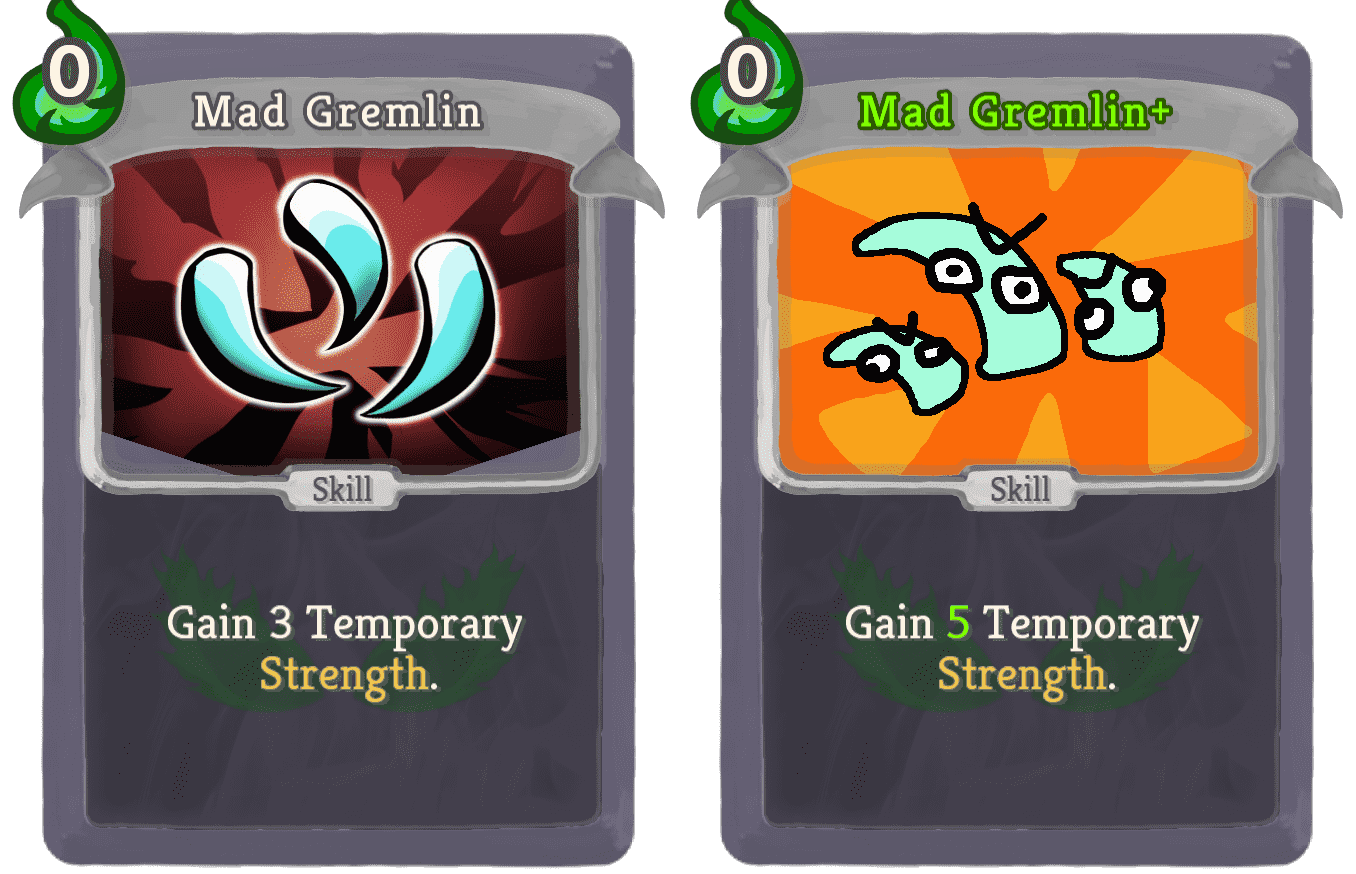 0
Mad Gremlin
Skill
Gain 3 Temporary
Strength.
0
Mad Gremlin+
Skill
Gain 5 Temporary
Strength.